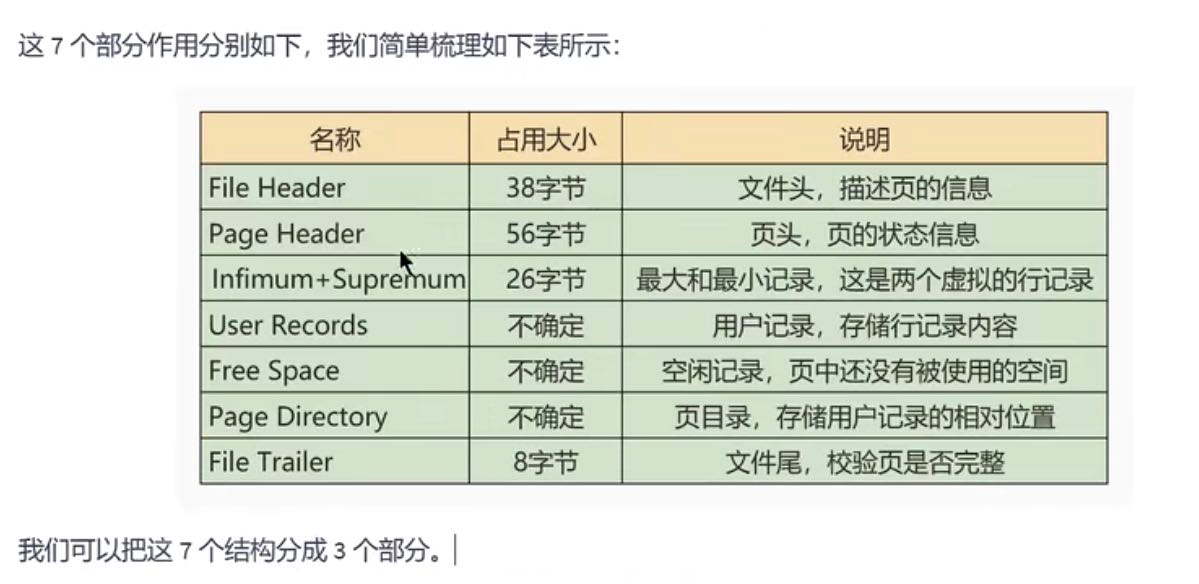 这 7 个部分作用分别如下，我们简单梳理如下表所示：
名称 占用大小 说明
File Header 38字节 文件头，描述页的信息
Page Header 56字节 页头，页的状态信息
Infimum+Supremum 26字节 最大和最小记录，这是两个虚拟的行记录
User Records 不确定 用户记录，存储行记录内容
Free Space 不确定 空闲记录，页中还没有被使用的空间
Page Directory 不确定 页目录，存储用户记录的相对位置
File Trailer 8字节 文件尾，校验页是否完整
我们可以把这 7 个结构分成 3 个部分。